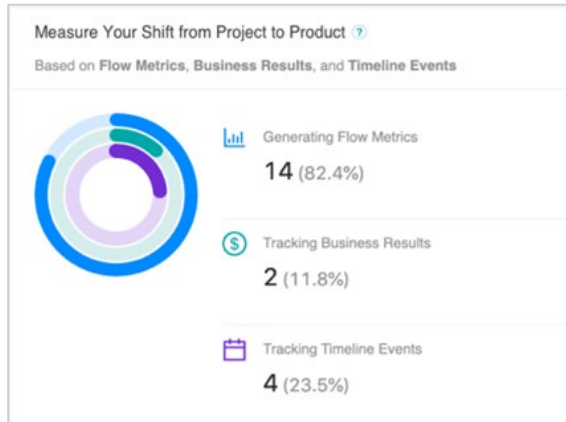 Measure Your Shift from Project to Product ?
Based on Flow Metrics, Business Results, and Timeline Events
Generating Flow Metrics
14 (82.4%)
$ Tracking Business Results
2 (11.8%)
Tracking Timeline Events
4 (23.5%)